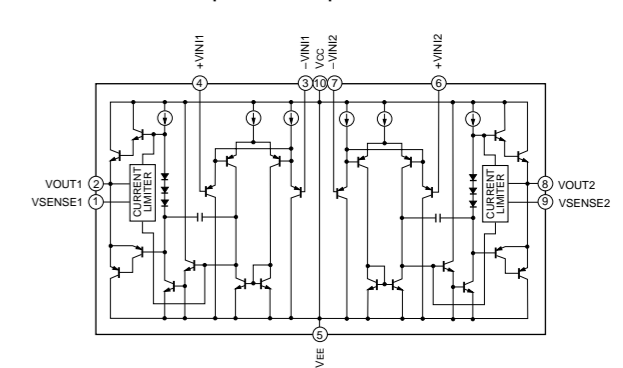 +VINI1
−VINI1
VCC
−VINI2
+VINI2
4
3
10
7
6
VOUT1
2
VSENSE1
1
CURRENT
LIMITER
CURRENT
LIMITER
8
VOUT2
9
VSENSE2
5
VEE